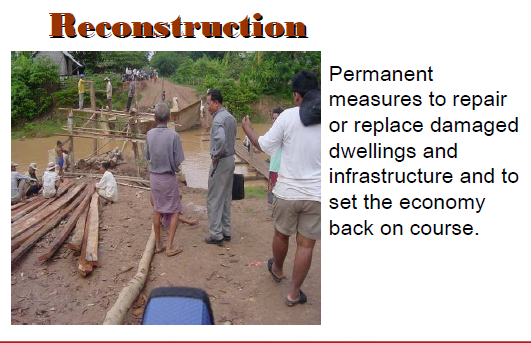 Reconstruction
Permanent
measures to repair
or replace damaged
dwellings and
infrastructure and to
set the economy
back on course.